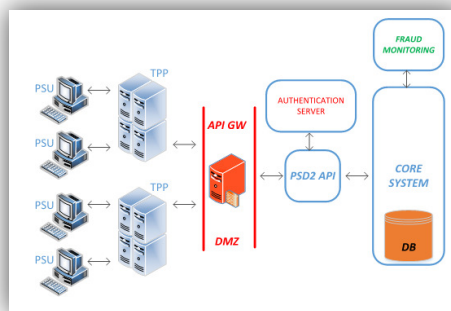 FRAUD
MONITORING
PSU
TPP
AUTHENTICATION
SERVER
API GW
PSU
CORE
SYSTEM
PSD2 API
TPP
PSU
DMZ
DB
PSU